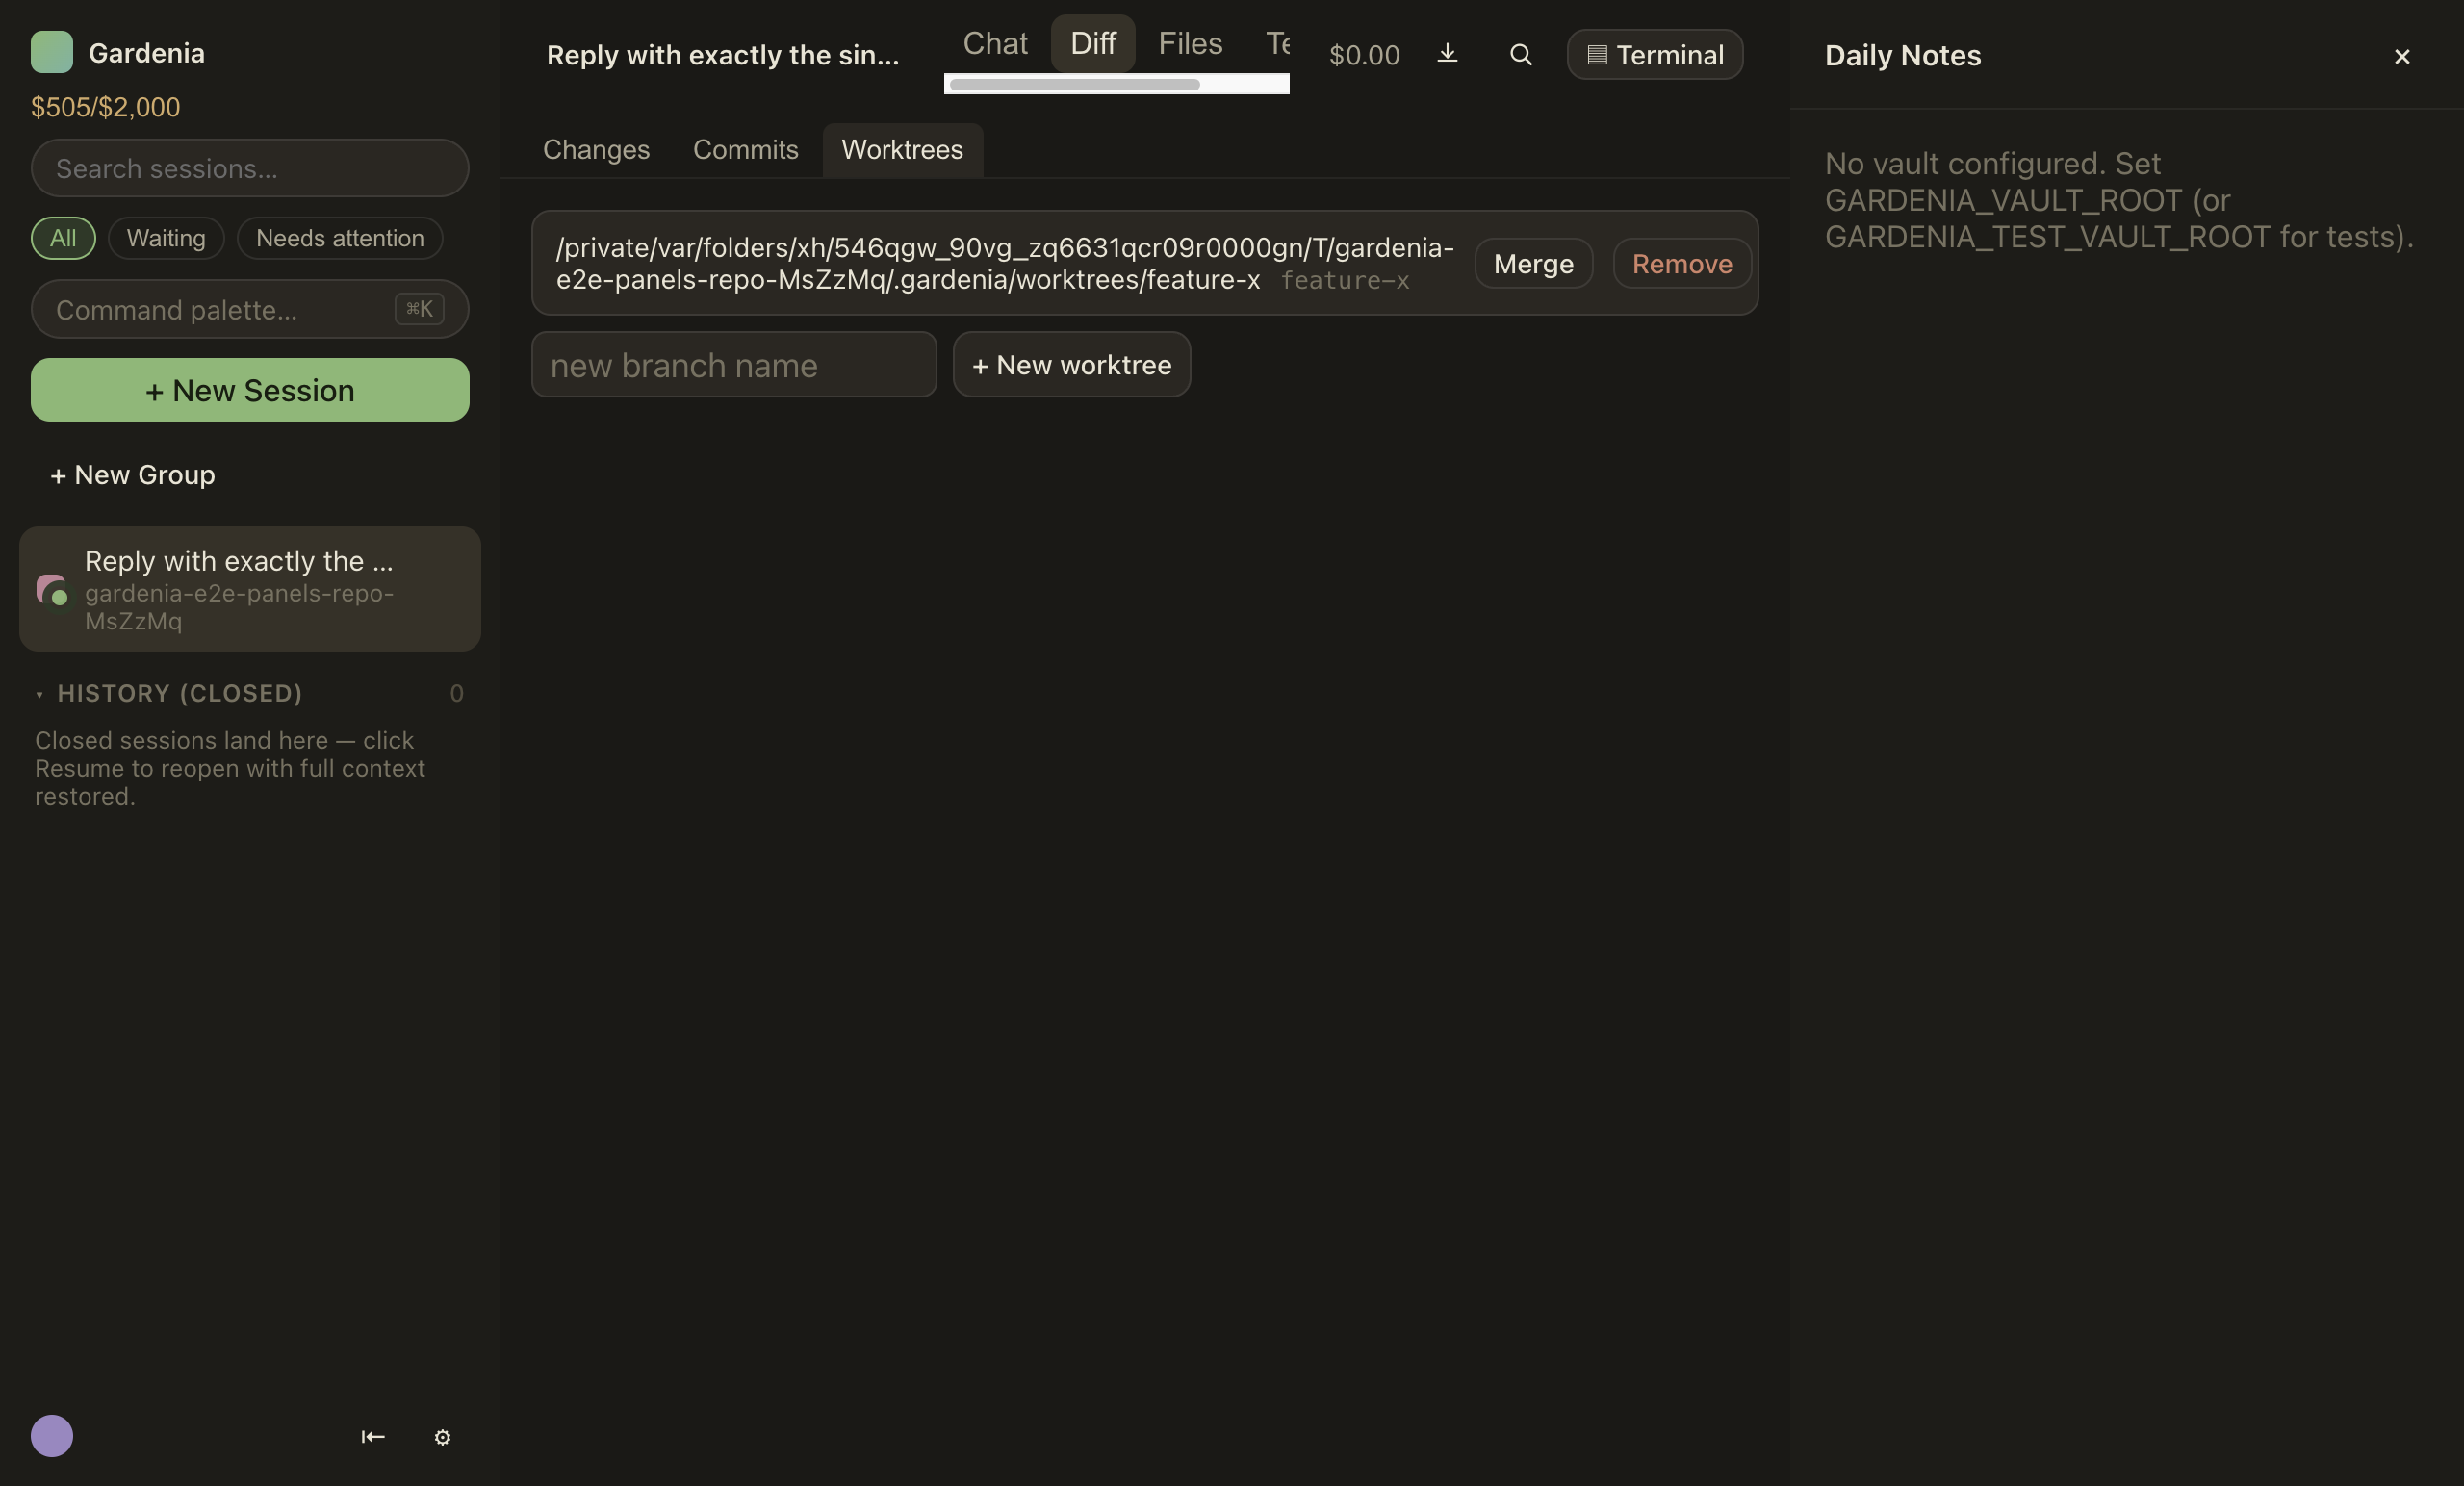 Gardenia
$505/$2,000
Search sessions...
All
Waiting
Needs attention
Command palette...
⌘K
+ New Session
+ New Group
Reply with exactly the ...
gardenia-e2e-panels-repo-
MsZzMq
▾ HISTORY (CLOSED)
0
Closed sessions land here — click
Resume to reopen with full context
restored.
Reply with exactly the sin...
Chat
Diff
Files
Te
$0.00
Terminal
Changes
Commits
Worktrees
/private/var/folders/xh/546qgw_90vg_zq6631qcr09r0000gn/T/gardenia-
e2e-panels-repo-MsZzMq/.gardenia/worktrees/feature-x feature-x
Merge
Remove
new branch name
+ New worktree
Daily Notes
×
No vault configured. Set
GARDENIA_VAULT_ROOT (or
GARDENIA_TEST_VAULT_ROOT for tests).